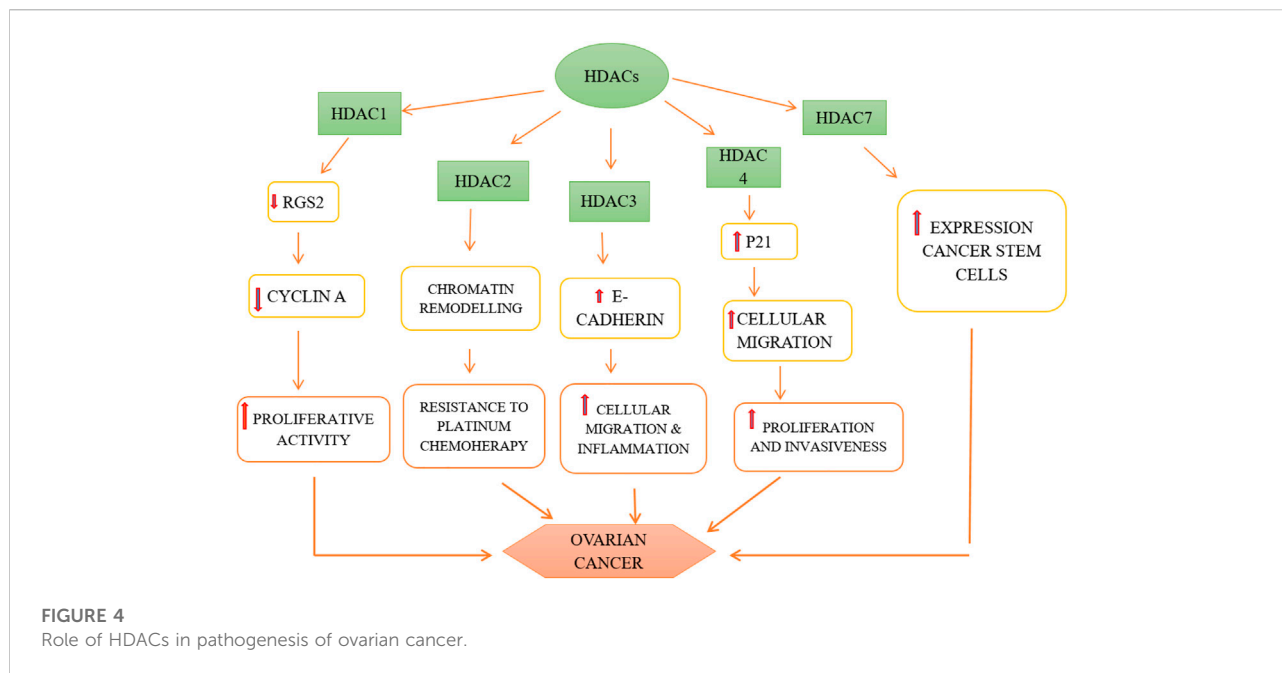 HDACs
HDAC1
HDAC7
HDAC
4
HDAC2
HDAC3
RGS2
P21
EXPRESSION
CANCER STEM
CELLS
CYCLIN A
CHROMATIN
REMODELLING
E-
CADHERIN
CELLULAR
MIGRATION
PROLIFERATIVE
ACTIVITY
RESISTANCE TO
PLATINUM
CHEMOHERAPY
CELLULAR
MIGRATION &
INFLAMMATION
PROLIFERATION
AND INVASIVENESS
OVARIAN
CANCER
FIGURE 4
Role of HDACs in pathogenesis of ovarian cancer.